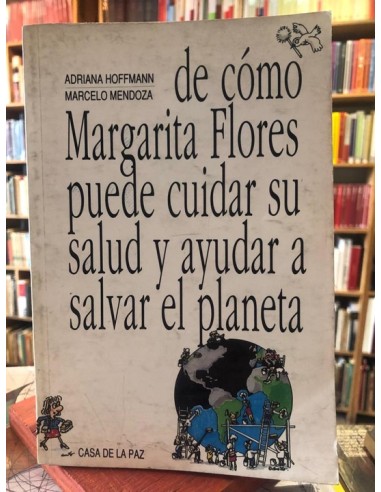 ADRIANA HOFFMANN
MARCELO MENDOZA
de cómo
Margarita Flores
puede cuidar su
salud y ayudar a
salvar el planeta
CASA DE LA PAZ